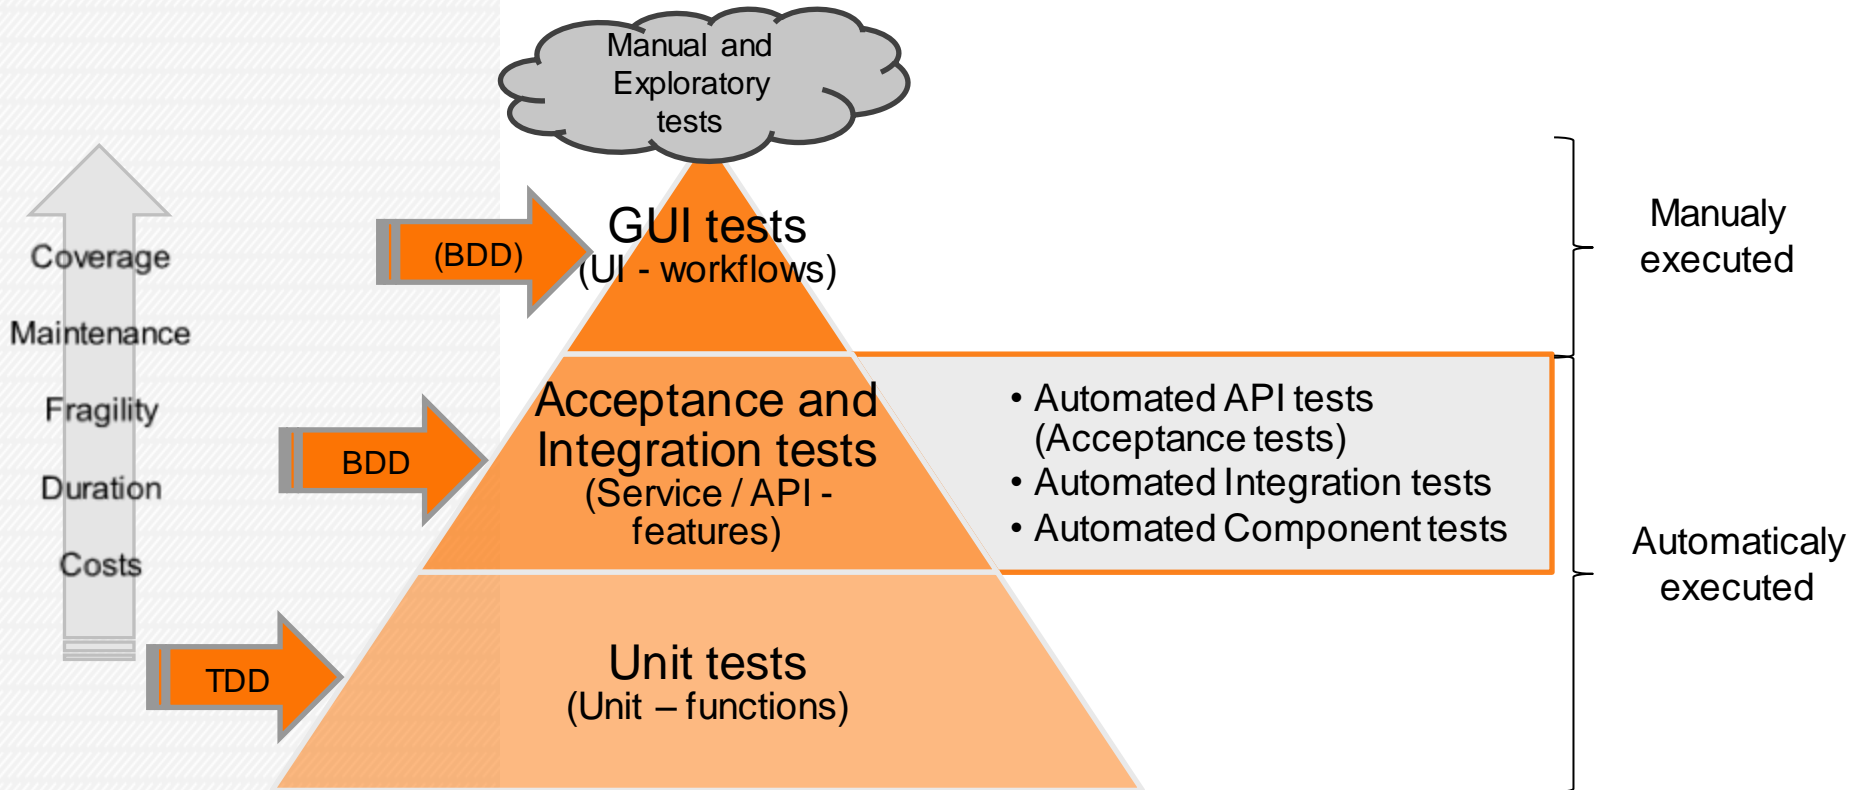 Manual and
Exploratory
tests
Coverage
Maintenance
Fragility
Duration
Costs
(BDD)
GUI tests
(UI - workflows)
Manualy
executed
BDD
Acceptance and
Integration tests
(Service / API -
features)
• Automated API tests
(Acceptance tests)
• Automated Integration tests
• Automated Component tests
Automaticaly
executed
TDD
Unit tests
(Unit – functions)